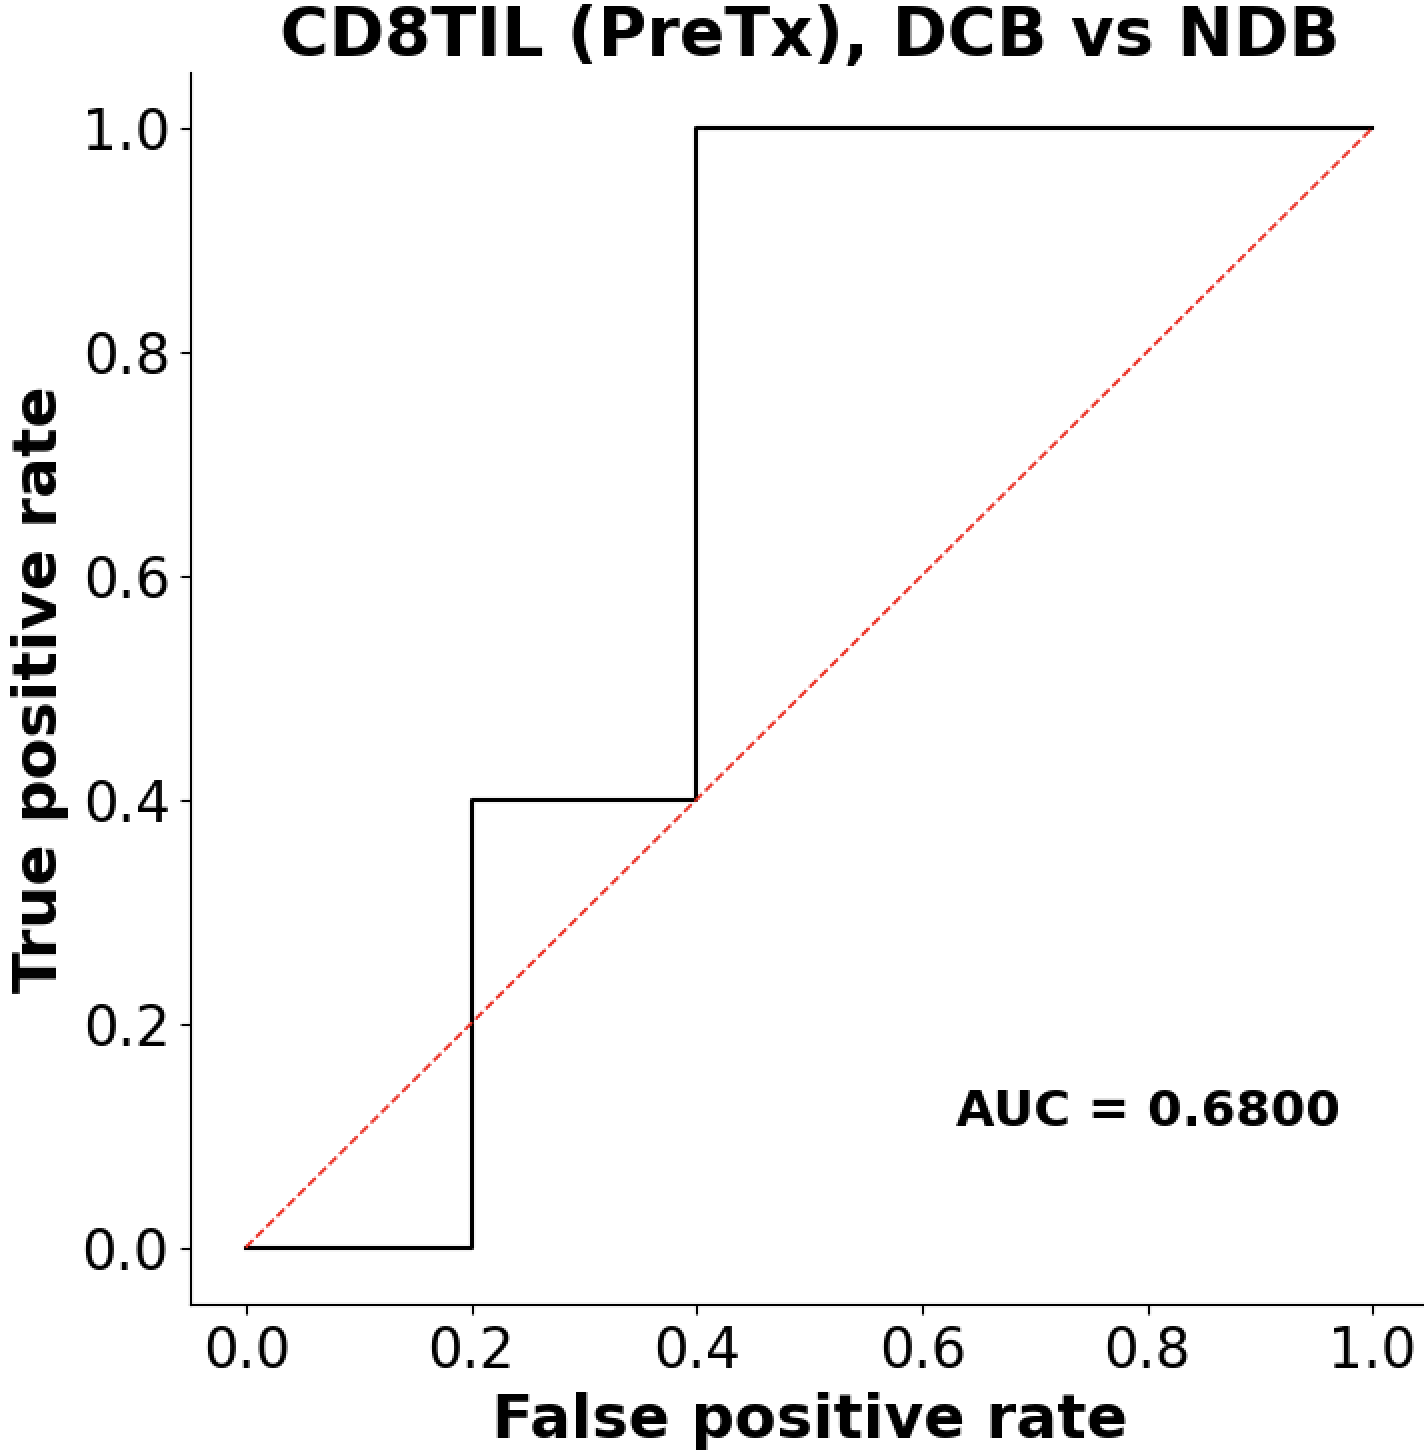 CD8TIL (PreTx), DCB vs NDB
True positive rate
1.0
0.8
0.6
0.4
0.2
0.0
AUC = 0.6800
0.0 0.2 0.4 0.6 0.8 1.0
False positive rate